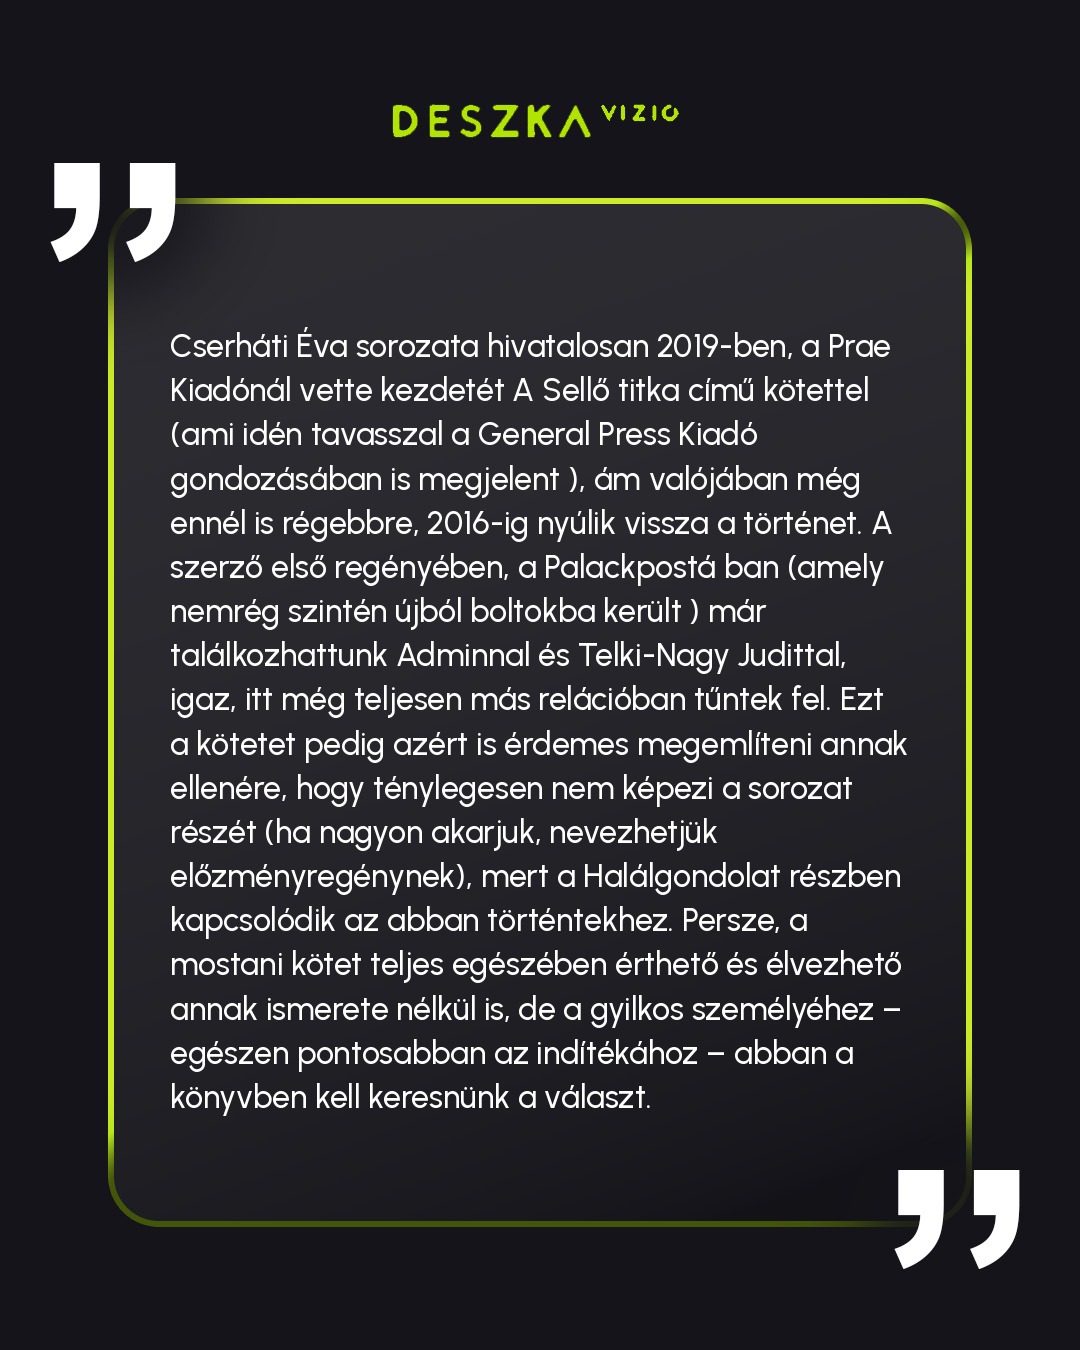 DESZKA VIZIO
”
Cserháti Éva sorozata hivatalosan 2019-ben, a Prae
Kiadónál vette kezdetét A Sellő titka című kötettel
(ami idén tavasszal a General Press Kiadó
gondozásában is megjelent ), ám valójában még
ennél is régebbre, 2016-ig nyúlik vissza a történet. A
szerző első regényében, a Palackpostá ban (amely
nemrég szintén újból boltokba került ) már
találkozhattunk Adminnal és Telki-Nagy Judittal,
igaz, itt még teljesen más relációban tűntek fel. Ezt
a kötetet pedig azért is érdemes megemlíteni annak
ellenére, hogy ténylegesen nem képezi a sorozat
részét (ha nagyon akarjuk, nevezhetjük
előzményregénynek), mert a Halálgondolat részben
kapcsolódik az abban történtekhez. Persze, a
mostani kötet teljes egészében érthető és élvezhető
annak ismerete nélkül is, de a gyilkos személyéhez –
egészen pontosabban az indítékához – abban a
könyvben kell keresnünk a választ.
”